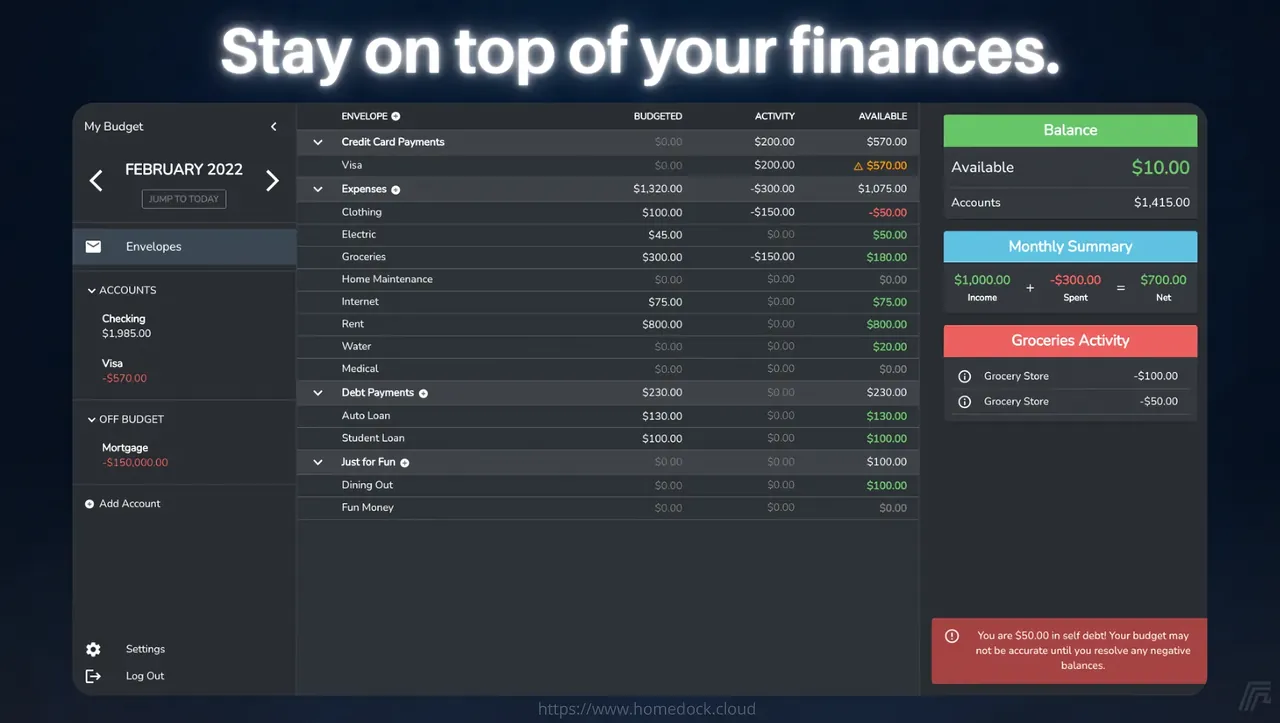 Stay on top of your finances.
My Budget
FEBRUARY 2022
JUMP TO TODAY
Envelopes
ACCOUNTS
Checking
$1,985.00
Visa
-$570.00
OFF BUDGET
Mortgage
-$150,000.00
Add Account
Settings
Log Out
ENVELOPE BUDGETED ACTIVITY AVAILABLE
Credit Card Payments $0.00 $200.00 $570.00
Visa $0.00 $200.00 $570.00
Expenses $1,320.00 -$300.00 $1,075.00
Clothing $100.00 -$150.00 -$50.00
Electric $45.00 $0.00 $50.00
Groceries $300.00 -$150.00 $180.00
Home Maintenance $0.00 $0.00 $0.00
Internet $75.00 $0.00 $75.00
Rent $800.00 $0.00 $800.00
Water $0.00 $0.00 $20.00
Medical $0.00 $0.00 $0.00
Debt Payments $230.00 $0.00 $230.00
Auto Loan $130.00 $0.00 $130.00
Student Loan $100.00 $0.00 $100.00
Just for Fun $0.00 $0.00 $100.00
Dining Out $0.00 $0.00 $100.00
Fun Money $0.00 $0.00 $0.00
Balance
Available $10.00
Accounts $1,415.00
Monthly Summary
$1,000.00 + -$300.00 = $700.00
Income Spent Net
Groceries Activity
Grocery Store -$100.00
Grocery Store -$50.00
You are $50.00 in self debt! Your budget may
not be accurate until you resolve any negative
balances.
https://www.homedock.cloud